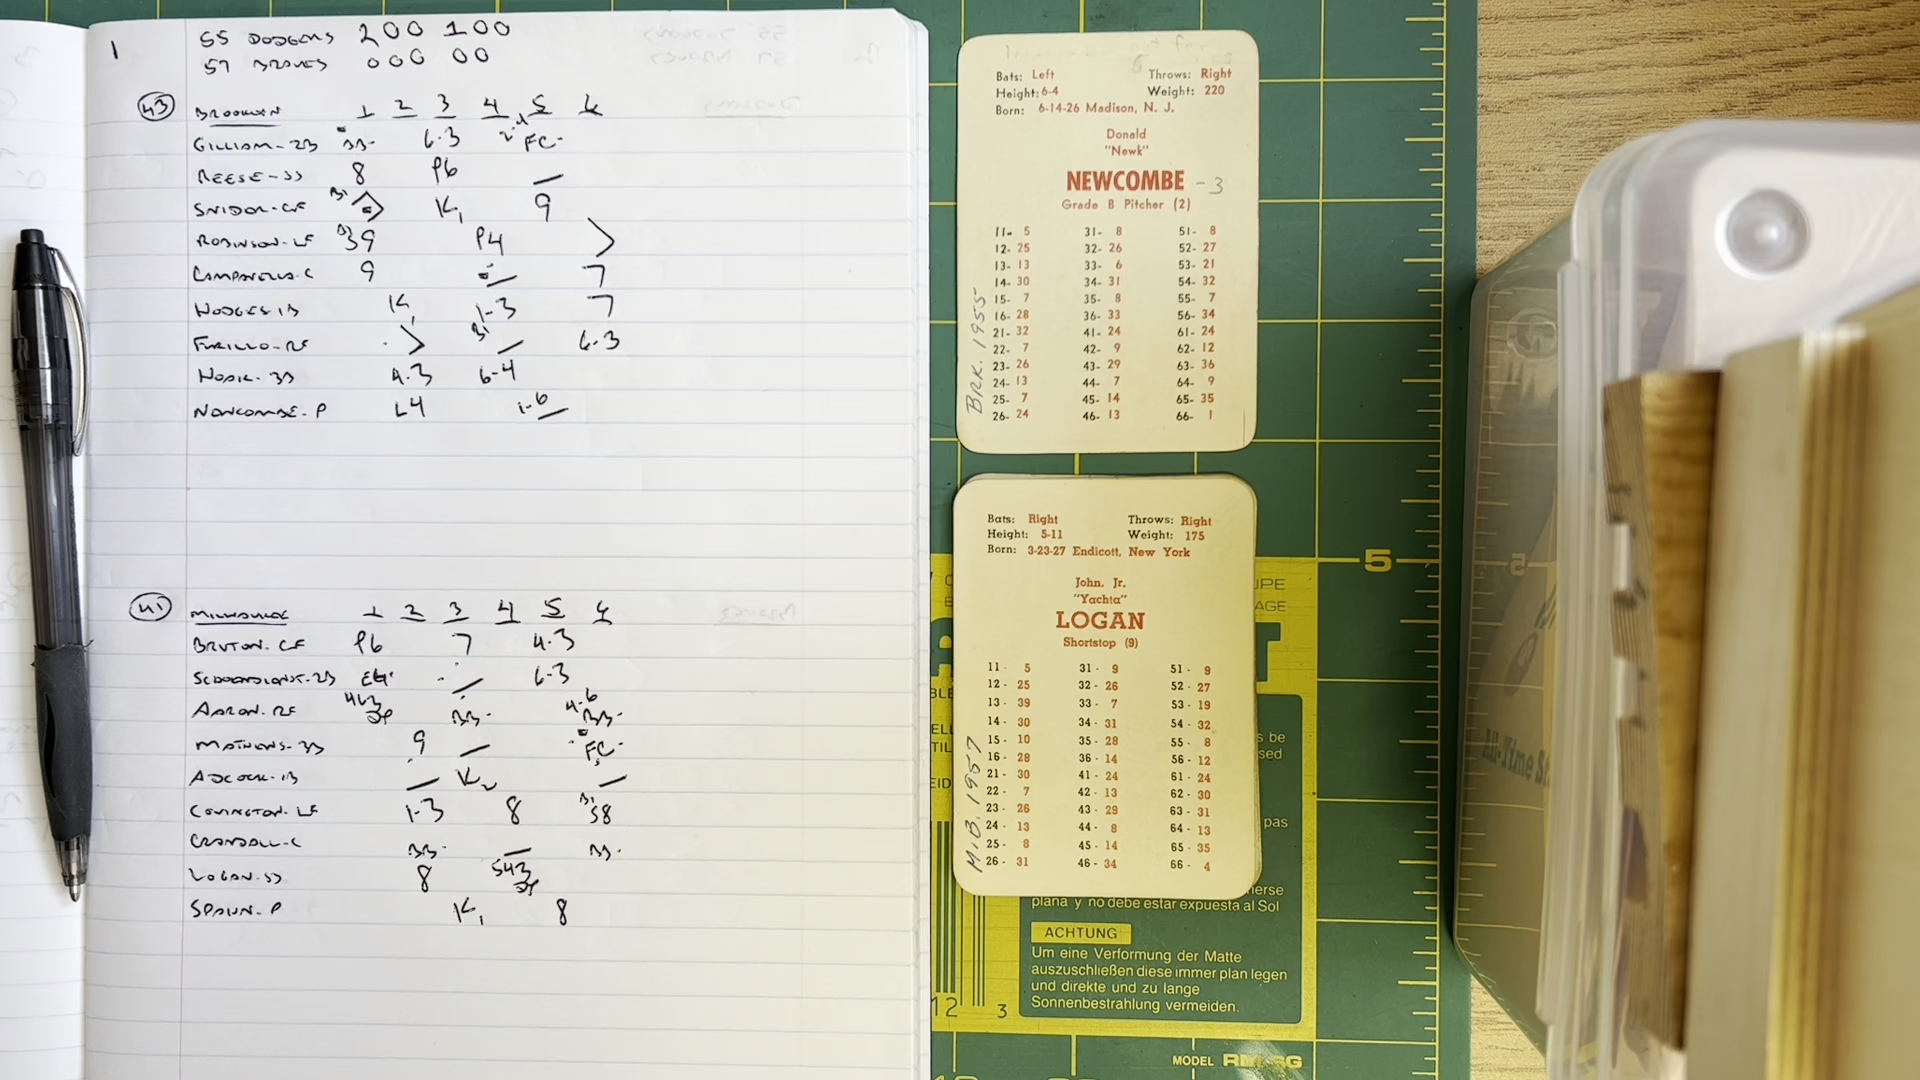 1
55 DODGERS 200 100
57 BRAVES 000 00
43 BROOKLYN 1 2 3 4 5 6
GILLIAM-2B BB- 6-3 FC-
REESE-SS 8 P6 —
SNIDER-CF K, 9
ROBINSON-LF 39 P4
CAMPANELLA-C 9 — 7
HODGES-1B K, 1-3 7
FURILLO-RF — 6-3
HOAK-3B 4-3 6-4
NEWCOMBE-P L4 1-6
41 MILWAUKEE 1 2 3 4 5 6
BRUTON-CF P6 7 4-3
SCHOENDIENST-2B — 6-3
AARON-RF 463 DP BB- 4-6 BB-
MATHEWS-3B 9 — FC-
ADCOCK-1B — K2 —
COVINGTON-LF 1-3 8 58
CRANDALL-C BB- — BB-
LOGAN-SS 8 543 DP
SPAHN-P K, 8
Bats: Left Throws: Right
Height: 6-4 Weight: 220
Born: 6-14-26 Madison, N. J.
Donald
"Newk"
NEWCOMBE - 3
Grade B Pitcher (2)
11- 5 31- 8 51- 8
12- 25 32- 26 52- 27
13- 13 33- 6 53- 21
14- 30 34- 31 54- 32
15- 7 35- 8 55- 7
16- 28 36- 33 56- 34
21- 32 41- 24 61- 24
22- 7 42- 9 62- 12
23- 26 43- 29 63- 36
24- 13 44- 7 64- 9
25- 7 45- 14 65- 35
26- 24 46- 13 66- 1
BRK. 1955
Bats: Right Throws: Right
Height: 5-11 Weight: 175
Born: 3-23-27 Endicott, New York
John, Jr.
"Yachta"
LOGAN
Shortstop (9)
11- 5 31- 9 51- 9
12- 25 32- 26 52- 27
13- 39 33- 7 53- 19
14- 30 34- 31 54- 32
15- 10 35- 28 55- 8
16- 28 36- 14 56- 12
21- 30 41- 24 61- 24
22- 7 42- 13 62- 30
23- 26 43- 29 63- 31
24- 13 44- 8 64- 13
25- 8 45- 14 65- 35
26- 31 46- 34 66- 4
MIL. 1957
5
plana y no debe estar expuesta al Sol
ACHTUNG
Um eine Verformung der Matte
auszuschließen diese immer plan legen
und direkte und zu lange
Sonnenbestrahlung vermeiden.
12 3
MODEL